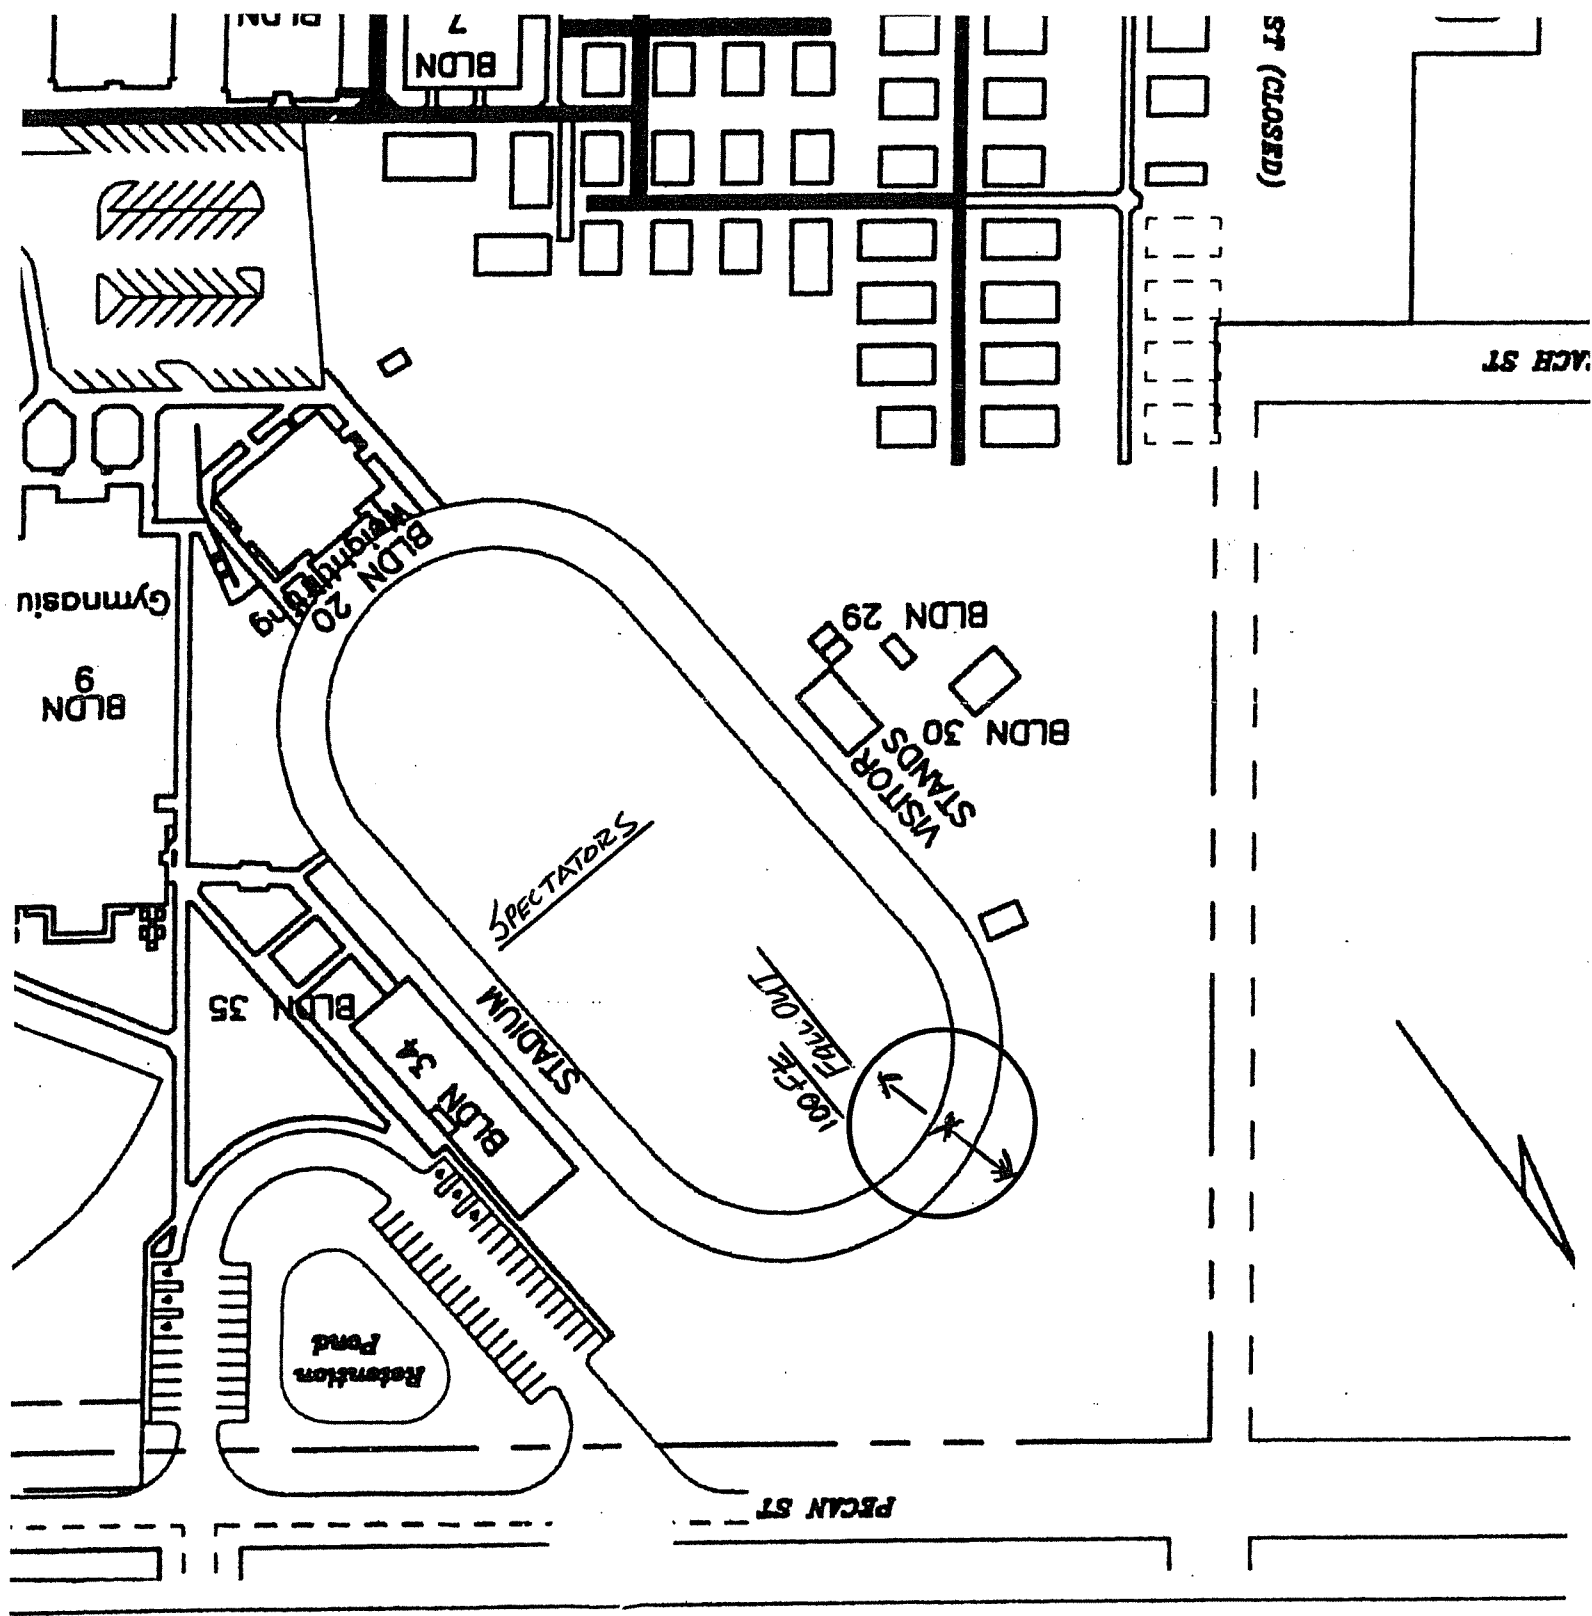 BLDN
7
BLDN
ST (CLOSED)
ACH ST
BLDN 20
Weightlifting
Gymnasiu
BLDN
9
BLDN 29
BLDN 30
VISITOR
STANDS
SPECTATORS
100 Ft
FALL OUT
STADIUM
BLDN 35
BLDN 34
Retention
Pond
PECAN ST